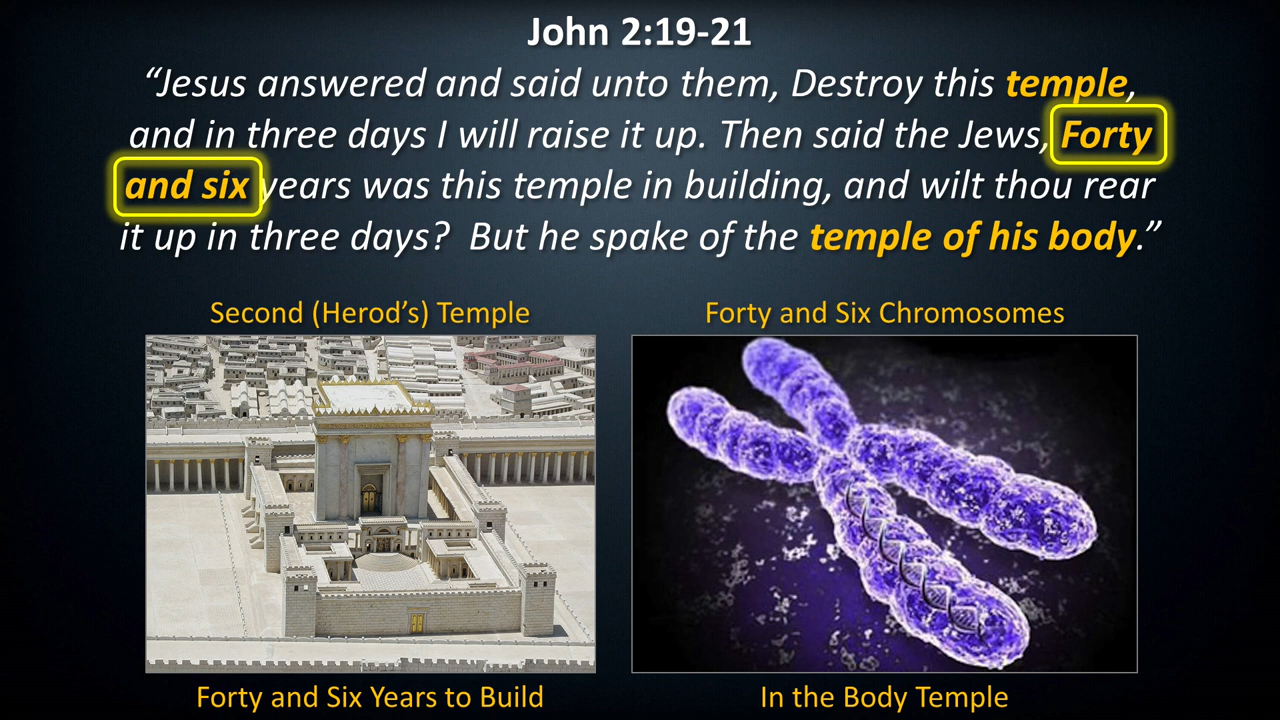 John 2:19-21
“Jesus answered and said unto them, Destroy this temple,
and in three days I will raise it up. Then said the Jews, Forty
and six years was this temple in building, and wilt thou rear
it up in three days?  But he spake of the temple of his body.”
Second (Herod’s) Temple
Forty and Six Chromosomes
Forty and Six Years to Build
In the Body Temple